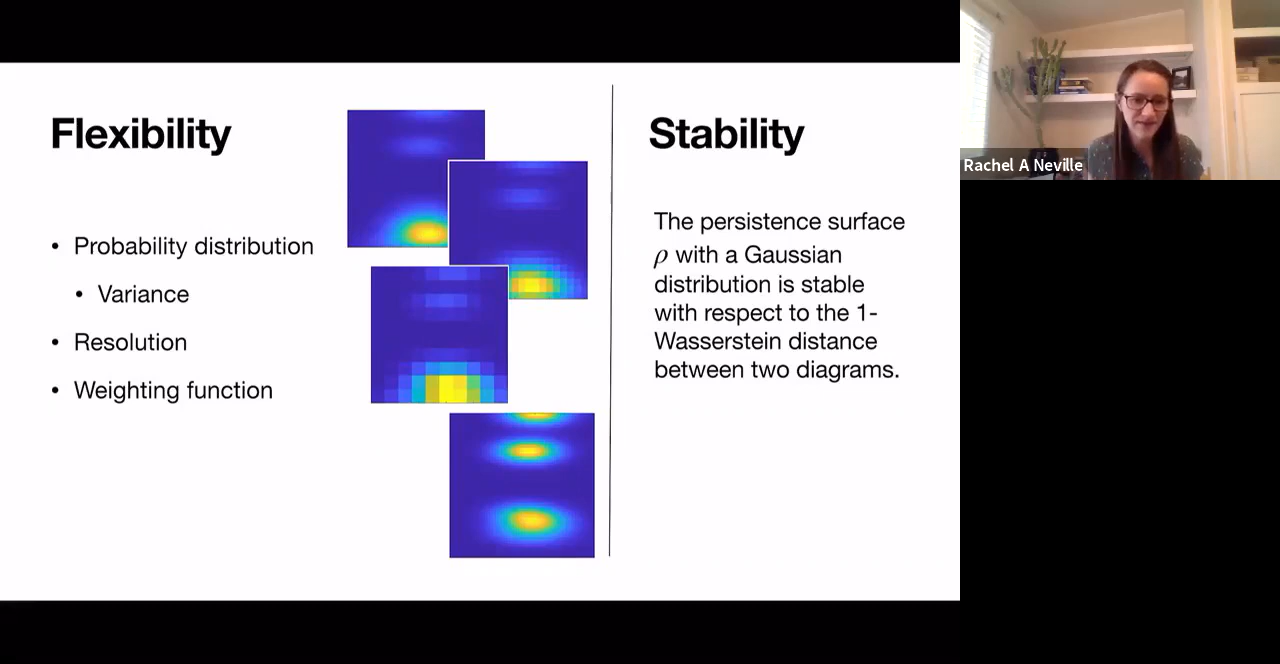 Flexibility
• Probability distribution
• Variance
• Resolution
• Weighting function
Stability
The persistence surface
ρ with a Gaussian
distribution is stable
with respect to the 1-
Wasserstein distance
between two diagrams.
Rachel A Neville